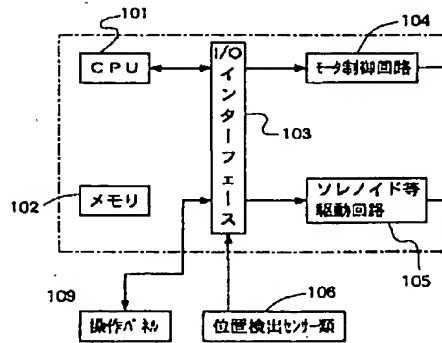 101
CPU
I/Oインターフェース
103
104
モータ制御回路
102
メモリ
ソレノイド等
駆動回路
105
109
操作パネル
106
位置検出センサー類